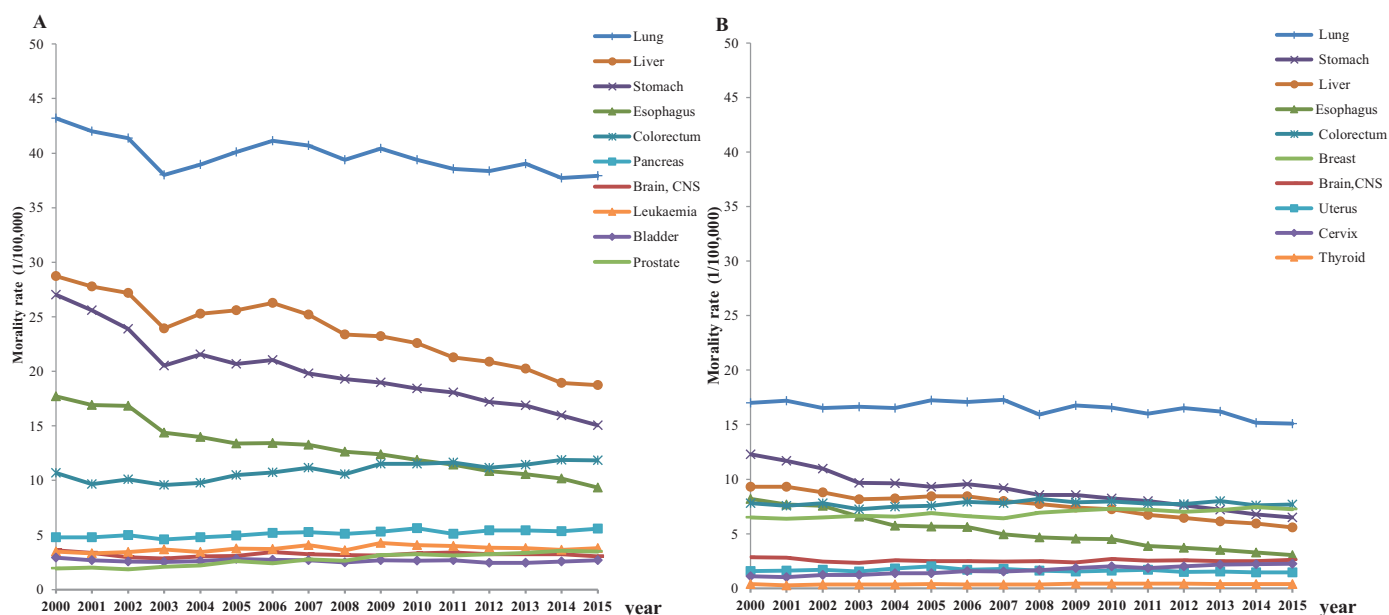 A
50
45
40
35
30
25
20
15
10
5
0
Morality rate (1/100,000)
2000 2001 2002 2003 2004 2005 2006 2007 2008 2009 2010 2011 2012 2013 2014 2015 year
Lung
Liver
Stomach
Esophagus
Colorectum
Pancreas
Brain, CNS
Leukaemia
Bladder
Prostate
B
50
45
40
35
30
25
20
15
10
5
0
Morality rate (1/100,000)
2000 2001 2002 2003 2004 2005 2006 2007 2008 2009 2010 2011 2012 2013 2014 2015 year
Lung
Stomach
Liver
Esophagus
Colorectum
Breast
Brain,CNS
Uterus
Cervix
Thyroid